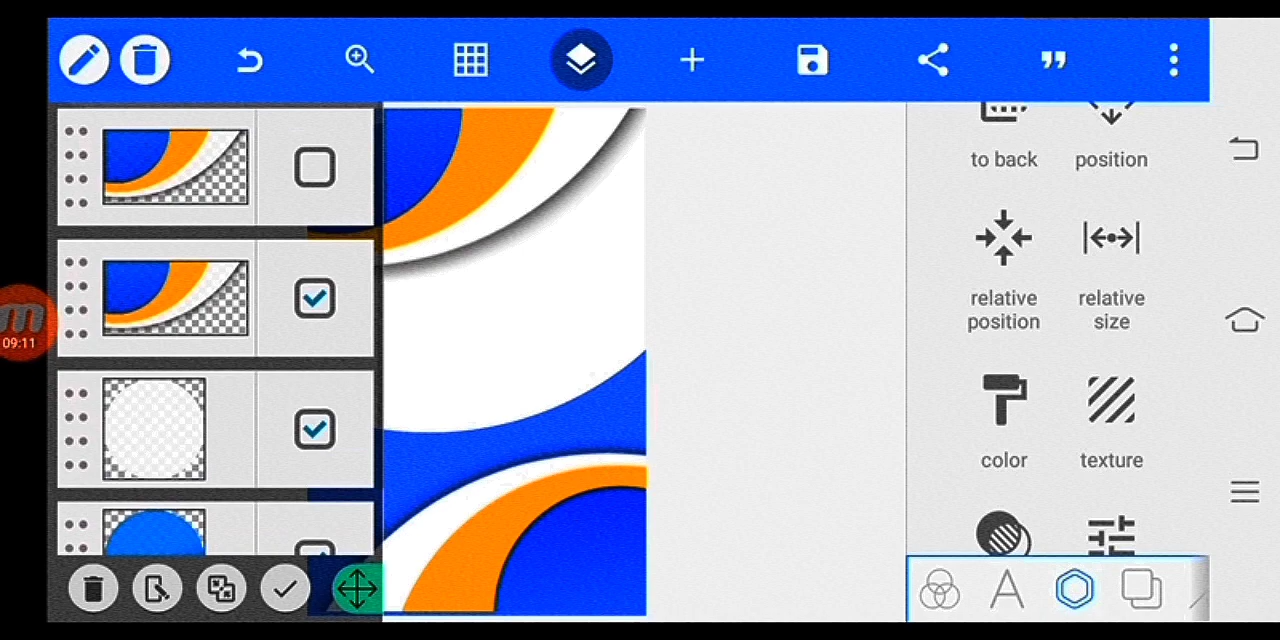 to back
position
relative
position
relative
size
09:11
color
texture